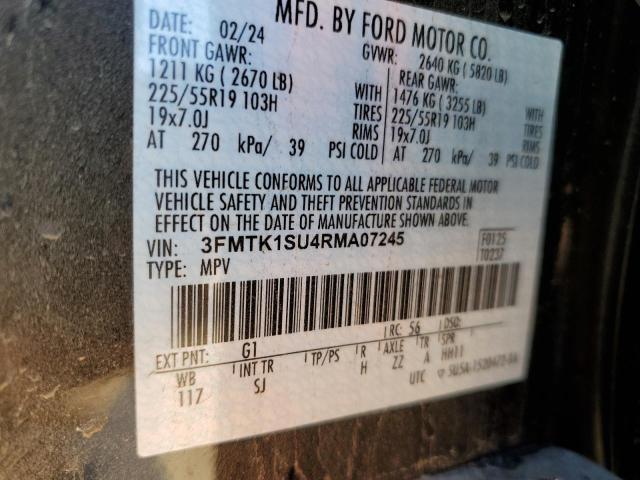 MFD. BY FORD MOTOR CO.
DATE: 02/24 GVWR: 2640 KG ( 5820 LB)
FRONT GAWR: REAR GAWR:
1211 KG ( 2670 LB) WITH 1476 KG ( 3255 LB) WITH
225/55R19 103H TIRES 225/55R19 103H TIRES
19x7.0J RIMS 19x7.0J RIMS
AT 270 kPa/ 39 PSI COLD AT 270 kPa/ 39 PSI COLD
THIS VEHICLE CONFORMS TO ALL APPLICABLE FEDERAL MOTOR
VEHICLE SAFETY AND THEFT PREVENTION STANDARDS IN
EFFECT ON THE DATE OF MANUFACTURE SHOWN ABOVE.
VIN: 3FMTK1SU4RMA07245 F0125
TYPE: MPV T0237
EXT PNT: G1 RC: 56 DSO:
WB INT TR TP/PS R AXLE TR SPR
117 SJ H ZZ A HH11
UTC